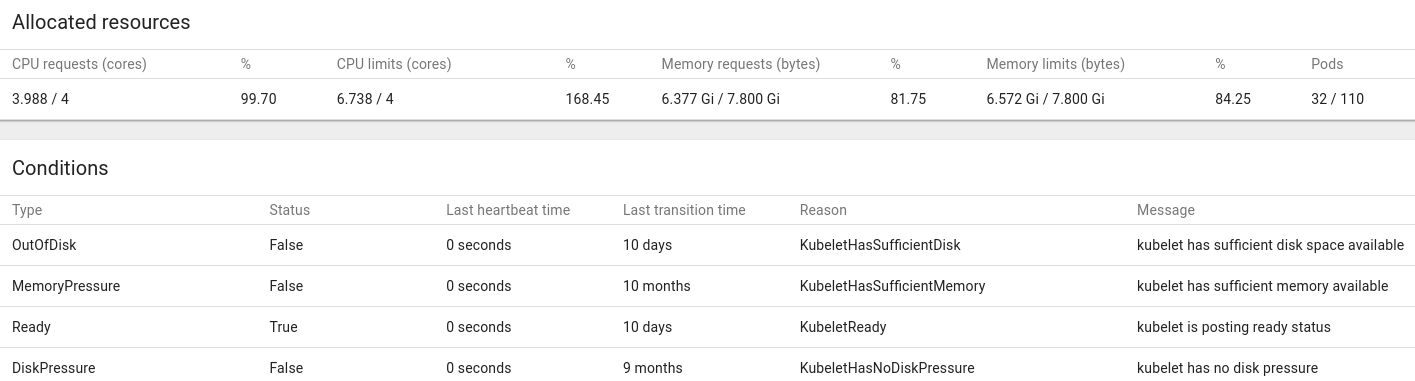 Allocated resources
CPU requests (cores) % CPU limits (cores) % Memory requests (bytes) % Memory limits (bytes) % Pods
3.988 / 4 99.70 6.738 / 4 168.45 6.377 Gi / 7.800 Gi 81.75 6.572 Gi / 7.800 Gi 84.25 32 / 110
Conditions
Type Status Last heartbeat time Last transition time Reason Message
OutOfDisk False 0 seconds 10 days KubeletHasSufficientDisk kubelet has sufficient disk space available
MemoryPressure False 0 seconds 10 months KubeletHasSufficientMemory kubelet has sufficient memory available
Ready True 0 seconds 10 days KubeletReady kubelet is posting ready status
DiskPressure False 0 seconds 9 months KubeletHasNoDiskPressure kubelet has no disk pressure